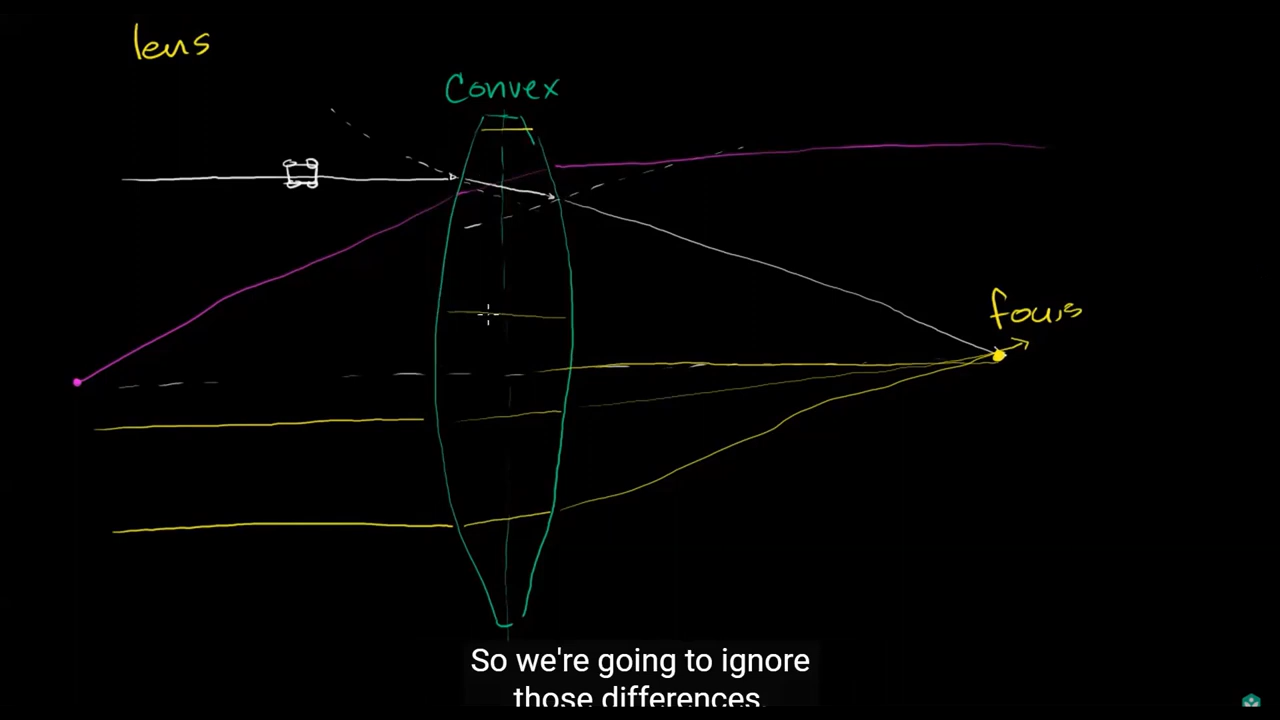 lens
Convex
focus
So we're going to ignore
those differences.